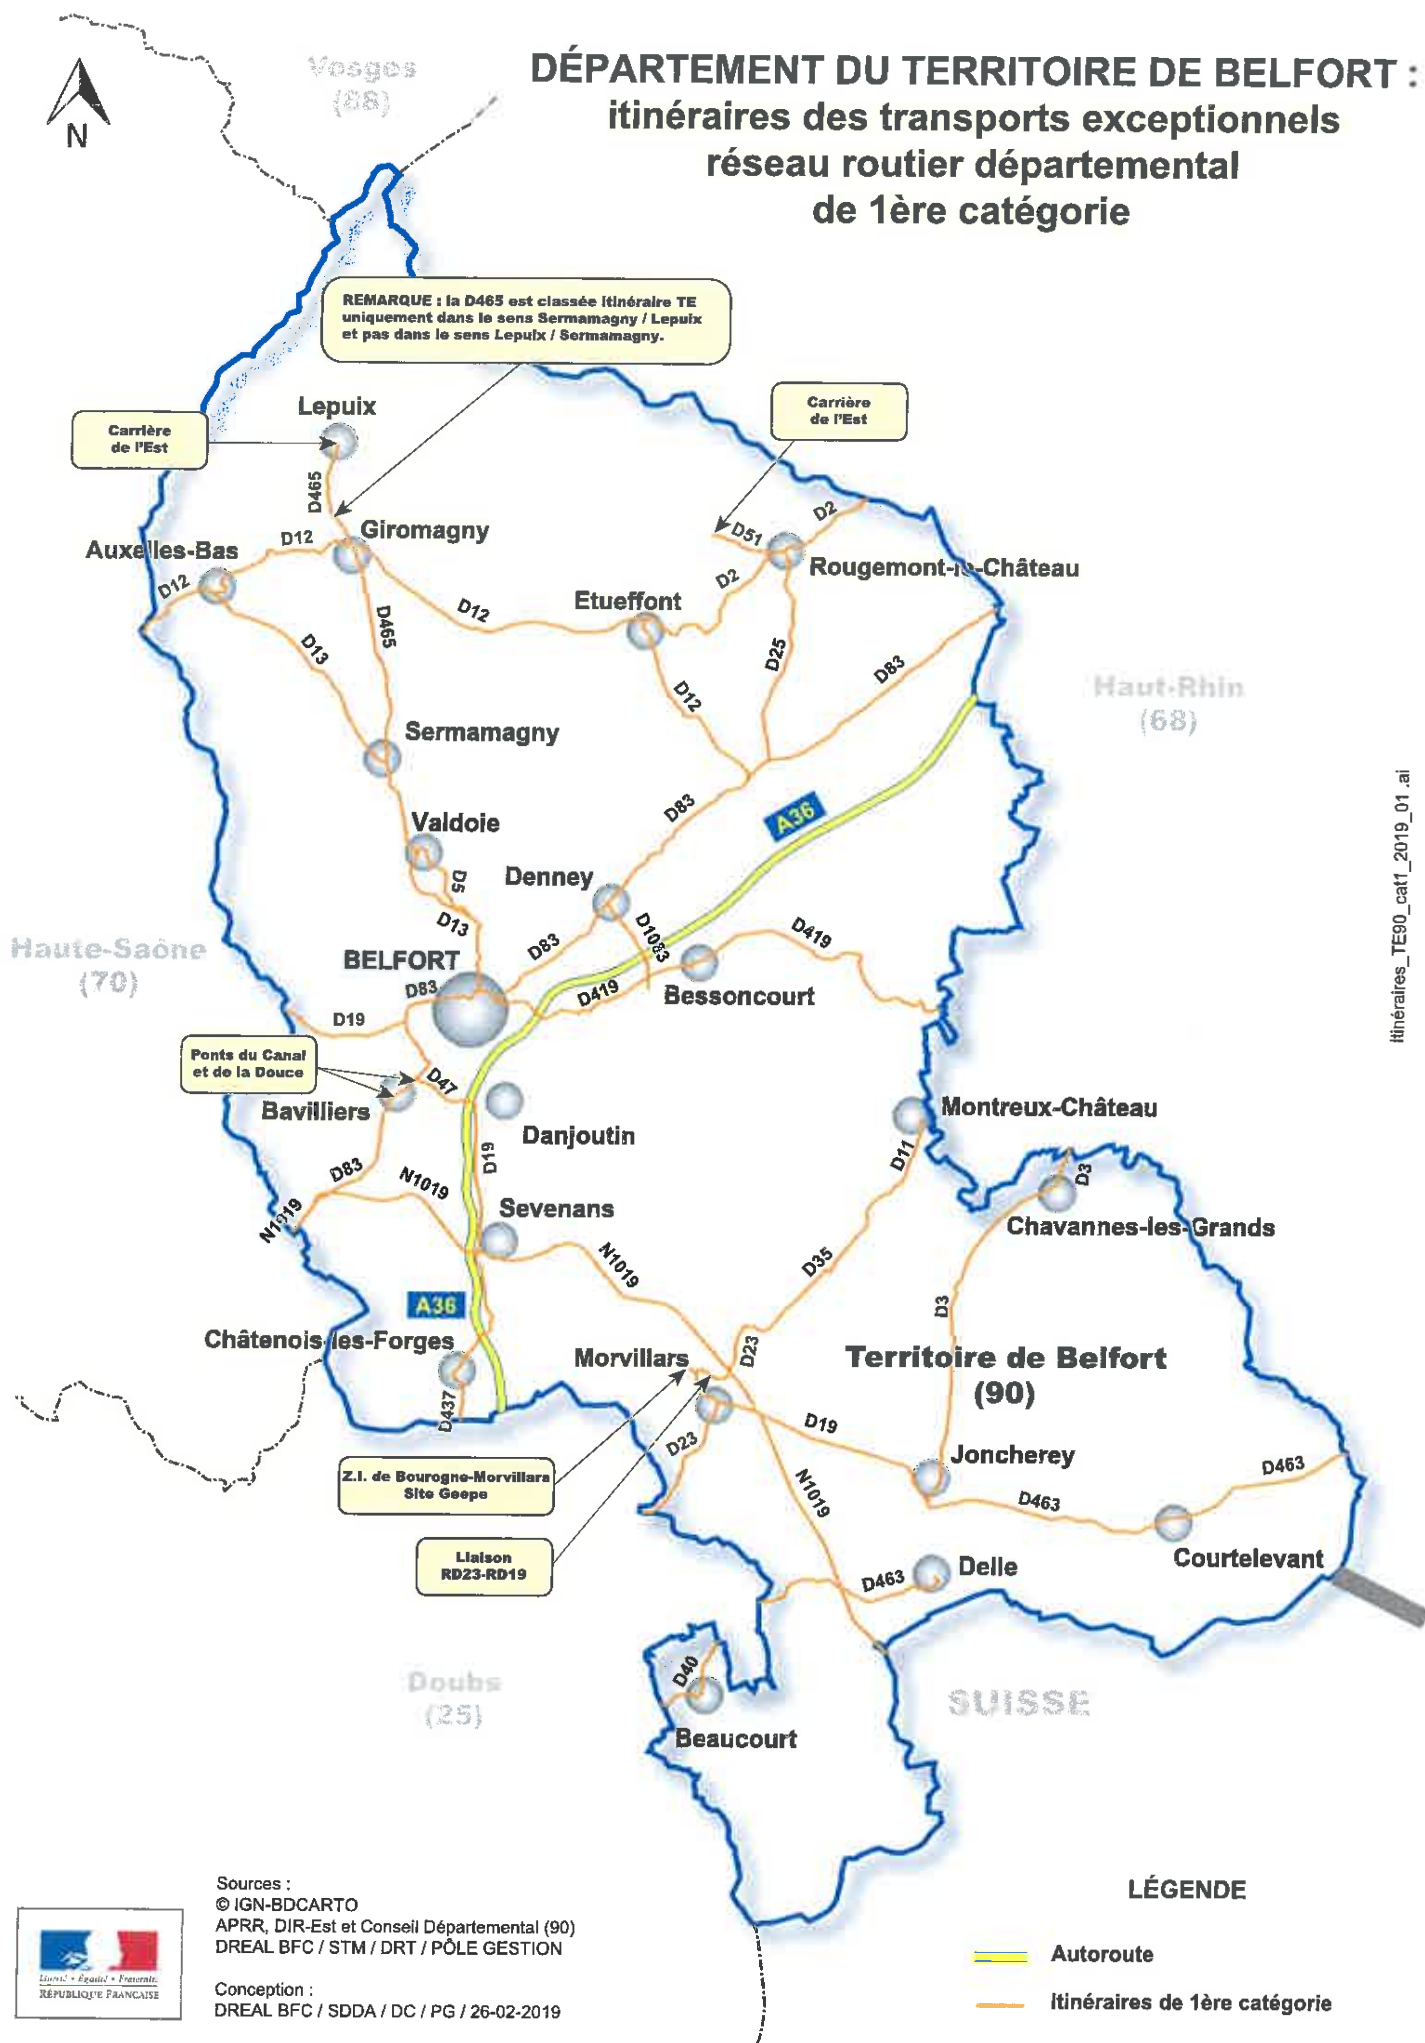 DÉPARTEMENT DU TERRITOIRE DE BELFORT :
itinéraires des transports exceptionnels
réseau routier départemental
de 1ère catégorie
Vosges
(88)
N
REMARQUE : la D465 est classée itinéraire TE
uniquement dans le sens Sermamagny / Lepuix
et pas dans le sens Lepuix / Sermamagny.
Lepuix
Carrière
de l'Est
Carrière
de l'Est
D465
D2
D51
Giromagny
D12
Auxelles-Bas
D12
Rougemont-le-Château
D2
Etueffont
D12
D465
D13
D25
D83
D12
Haut-Rhin
(68)
Sermamagny
D83
A36
Valdoie
D5
Denney
D13
D1083
D419
D83
Haute-Saône
(70)
BELFORT
D83
D419
Bessoncourt
D19
Itinéraires_TE90_cat1_2019_01 .ai
Ponts du Canal
et de la Douce
D47
Bavilliers
Danjoutin
Montreux-Château
D11
D19
D83
N1019
N1019
D3
Sevenans
Chavannes-les-Grands
N1019
D35
D3
A36
Châtenois-les-Forges
D23
Morvillars
Territoire de Belfort
(90)
D437
D19
D23
Joncherey
D463
Z.I. de Bourogne-Morvillars
Site Geepe
N1019
D463
Courtelevant
Liaison
RD23-RD19
Delle
D463
Doubs
(25)
D40
SUISSE
Beaucourt
Sources :
© IGN-BDCARTO
APRR, DIR-Est et Conseil Départemental (90)
DREAL BFC / STM / DRT / PÔLE GESTION
Conception :
DREAL BFC / SDDA / DC / PG / 26-02-2019
Liberté • Égalité • Fraternité
RÉPUBLIQUE FRANÇAISE
LÉGENDE
Autoroute
Itinéraires de 1ère catégorie